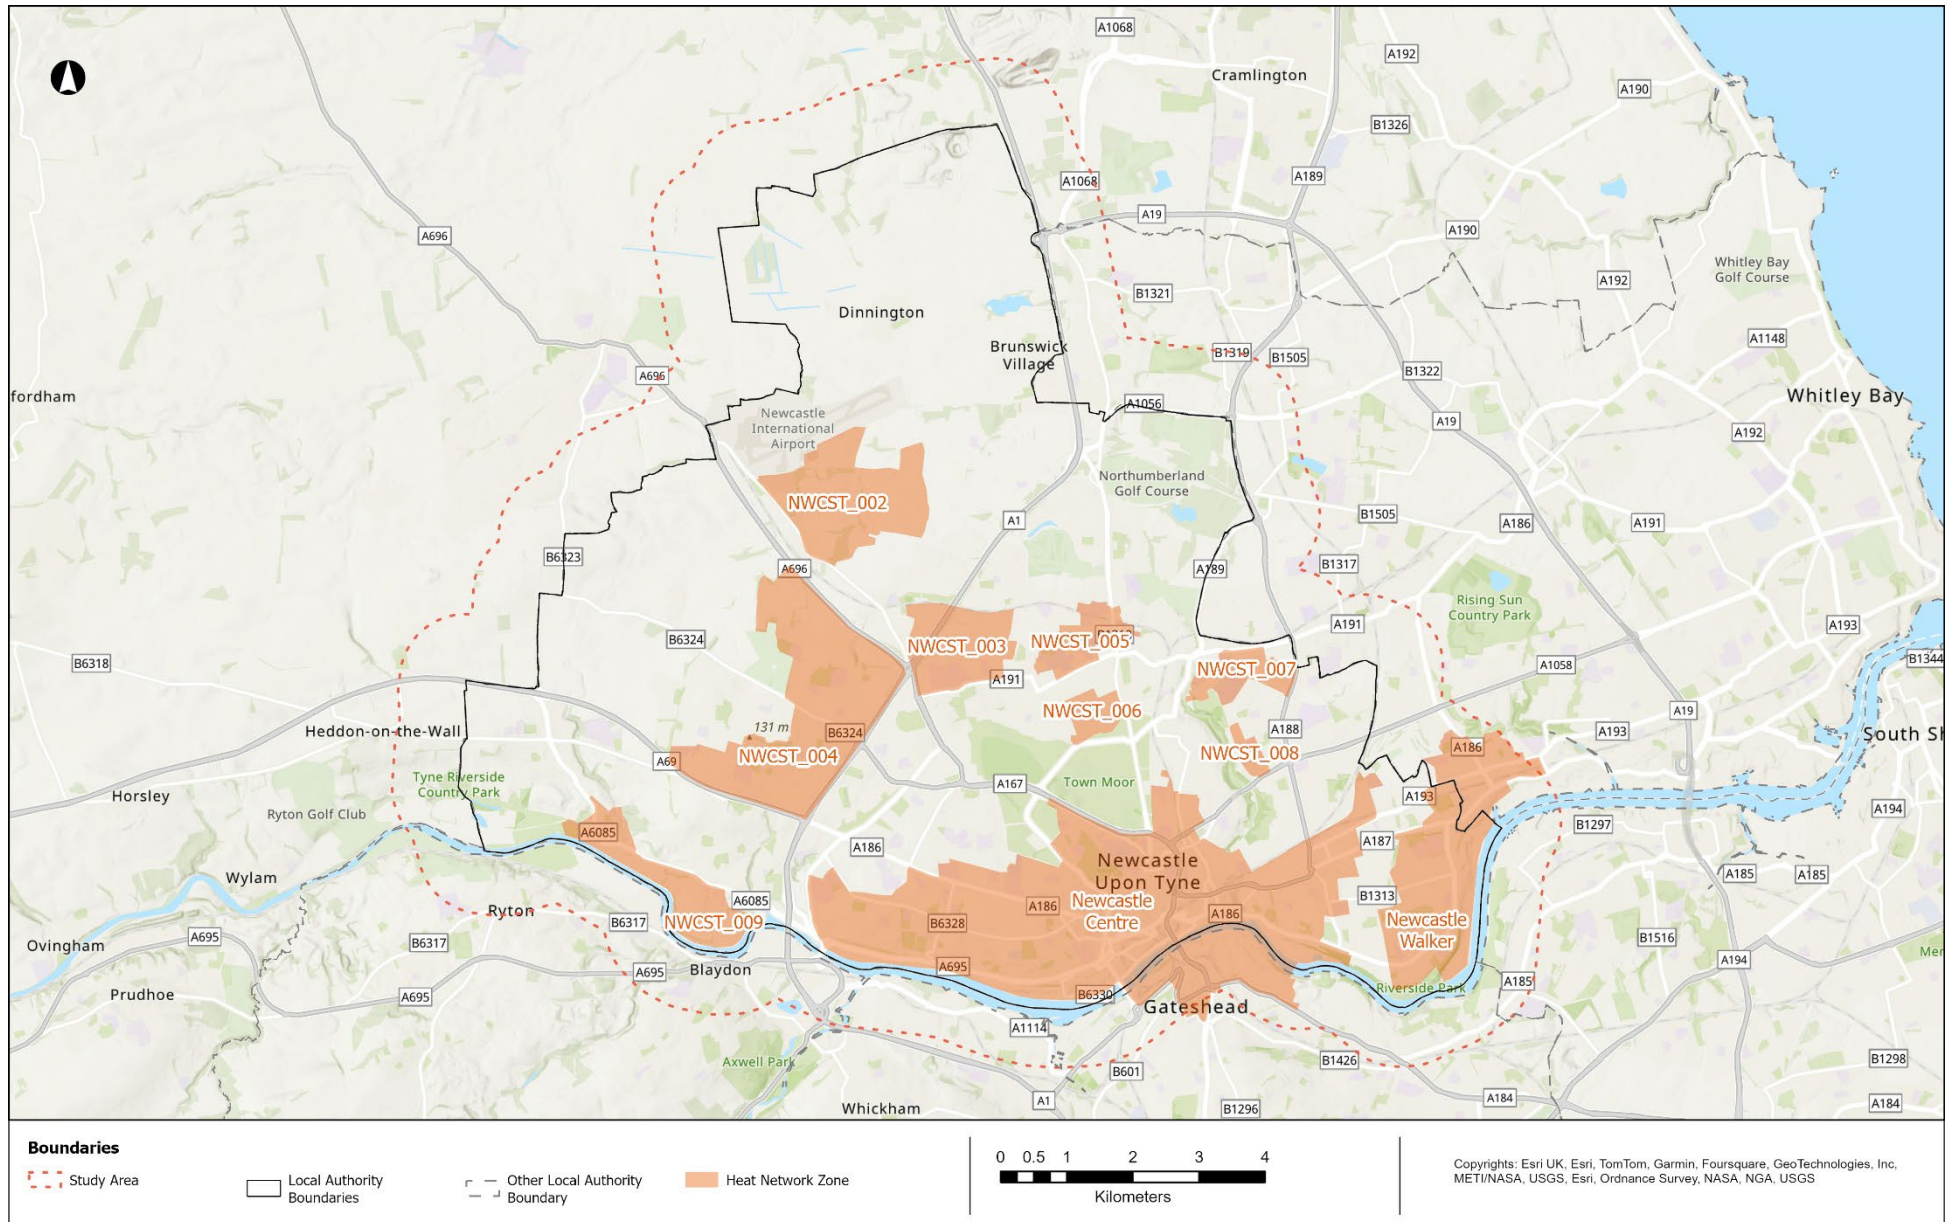 A1068
A192
Cramlington
A190
B1326
A1068
A189
A19
A696
A190
Whitley Bay
Golf Course
A192
B1321
Dinnington
A1148
Brunswick
Village
B1319
B1505
A696
B1322
fordham
Whitley Bay
A1056
Newcastle
International
Airport
A19
A192
Northumberland
Golf Course
NWCST_002
A1
B1505
A186
A191
B6323
A696
A189
B1317
Rising Sun
Country Park
B6324
NWCST_003
NWCST_005
A191
A193
B6318
A191
NWCST_007
A1058
B1344
NWCST_006
A19
131 m
Heddon-on-the-Wall
B6324
A188
A193
South Sh
A69
NWCST_004
NWCST_008
A186
Tyne Riverside
Country Park
Town Moor
A167
Horsley
A193
A194
Ryton Golf Club
A6085
B1297
A186
A187
Newcastle
Upon Tyne
Wylam
A185
A185
A6085
B1313
Newcastle
Centre
A186
Ryton
B6317
NWCST_009
B6328
A186
Newcastle
Walker
Ovingham
A695
B6317
B1516
Mer
A695
Blaydon
A695
A194
Prudhoe
A695
B6330
Riverside Park
A185
Gateshead
A1114
Axwell Park
B601
B1426
B1298
A1
A184
A184
Whickham
B1296
Boundaries
Study Area
Local Authority
Boundaries
Other Local Authority
Boundary
Heat Network Zone
0 0.5 1 2 3 4
Kilometers
Copyrights: Esri UK, Esri, TomTom, Garmin, Foursquare, GeoTechnologies, Inc,
METI/NASA, USGS, Esri, Ordnance Survey, NASA, NGA, USGS